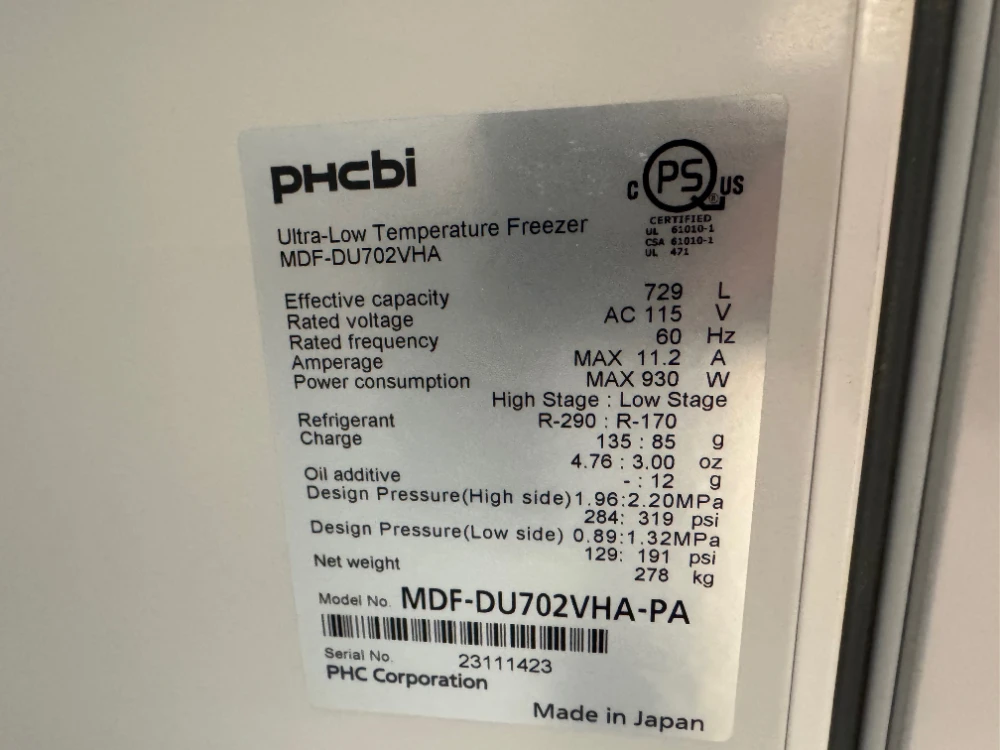 PHCbi
C PS US
CERTIFIED
UL 61010-1
CSA 61010-1
UL 471
Ultra-Low Temperature Freezer
MDF-DU702VHA
Effective capacity 729 L
Rated voltage AC 115 V
Rated frequency 60 Hz
Amperage MAX 11.2 A
Power consumption MAX 930 W
High Stage : Low Stage
Refrigerant R-290 : R-170
Charge 135 : 85 g
4.76 : 3.00 oz
Oil additive - : 12 g
Design Pressure(High side) 1.96:2.20MPa
284: 319 psi
Design Pressure(Low side) 0.89:1.32MPa
129: 191 psi
Net weight 278 kg
Model No. MDF-DU702VHA-PA
Serial No. 23111423
PHC Corporation
Made in Japan